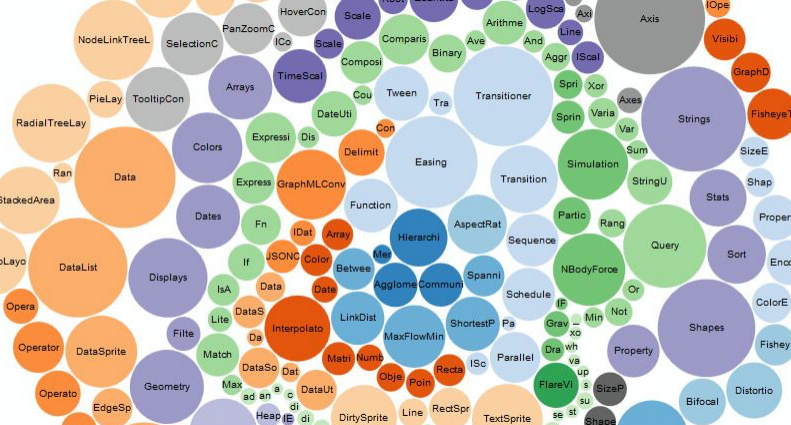 HoverCon
Scale
LogSca
Axi
Axis
IOpe
NodeLinkTreeL
SelectionC
PanZoomC
ICo
Scale
Comparis
Ave
Arithme
And
Line
Visibi
Binary
Aggr
IScal
Composi
TimeScal
GraphD
Arrays
PieLay
TooltipCon
Cou
Tween
Tra
Transitioner
Spri
Xor
Axes
DateUti
Sprin
Varia
Strings
FisheyeT
RadialTreeLay
Expressi
Dis
Con
Var
Colors
Delimit
Easing
Sum
SizeE
Simulation
Ran
Data
Express
GraphMLConv
Transition
StringU
Shap
StackedArea
Stats
Function
Dates
Fn
AspectRat
Partic
Rang
Proper
IDat
Array
Hierarchi
Sequence
Query
Sort
If
JSONC
Color
Mer
DataList
Betwee
NBodyForce
Displays
Agglome
Communi
Spanni
IsA
Data
Date
Schedule
Or
ColorE
Opera
DataS
IF
Not
Lite
LinkDist
ShortestP
Pa
Grav
Min
Interpolato
Shapes
Filte
MaxFlowMin
xo
Operator
DataSprite
Da
Dra
wh
Fishey
Match
Matri
Numb
ISc
Parallel
va
Property
DataSo
Dat
Obje
Recta
up
Geometry
Max
Poin
FlareVi
s
SizeP
Operato
DataUt
a
Distortio
ad
an
c
su
Bifocal
EdgeSp
di
Line
RectSpr
Heap
IE
di
DirtySprite
TextSprite
se
st
Shape